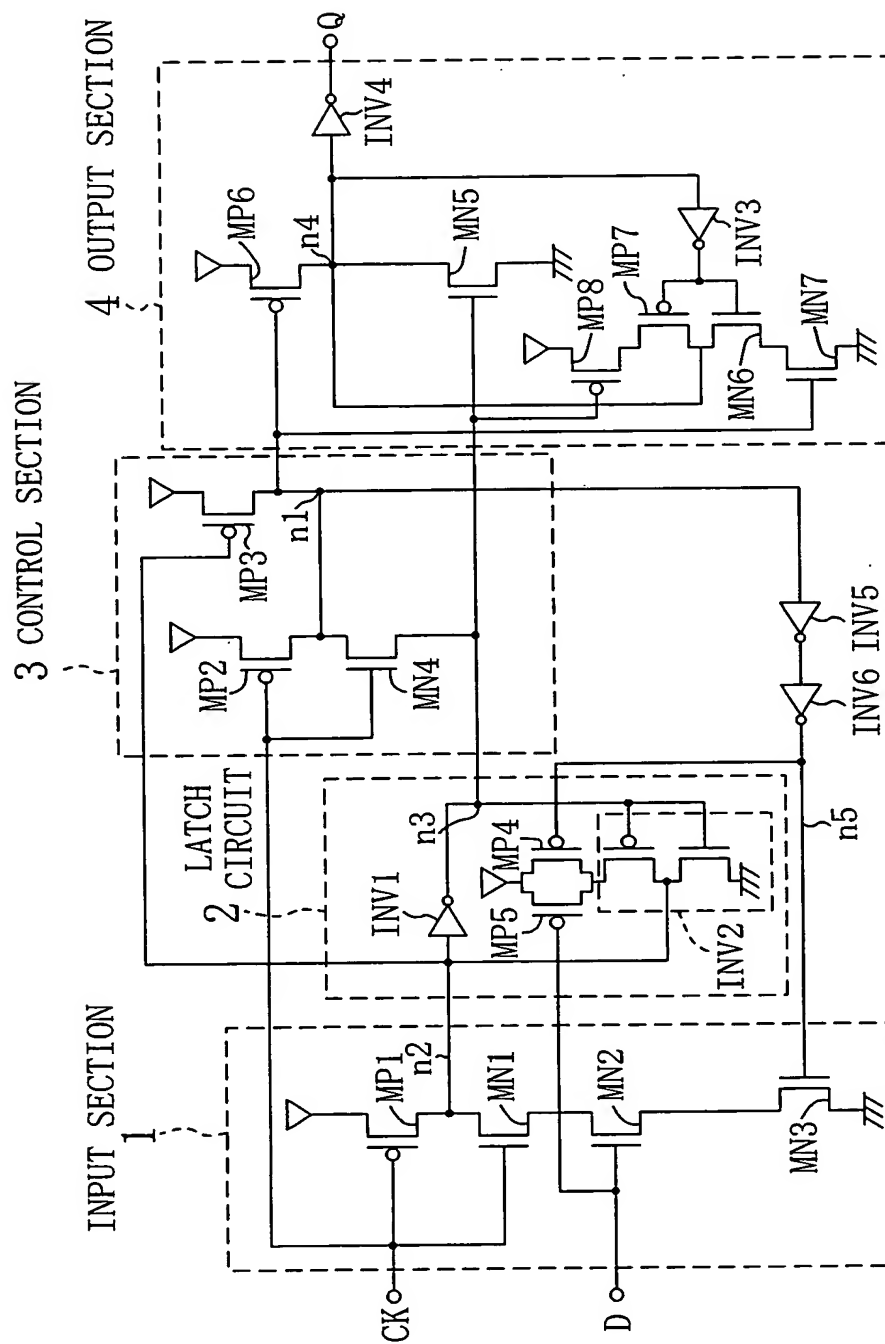 INPUT SECTION
1
CK
D
MP1
n2
MN1
MN2
MN3
LATCH
CIRCUIT
2
INV1
n3
MP4
MP5
INV2
n5
3 CONTROL SECTION
MP2
MP3
n1
MN4
INV6 INV5
4 OUTPUT SECTION
MP6
n4
MN5
MP8
MP7
MN6
MN7
INV3
INV4
Q